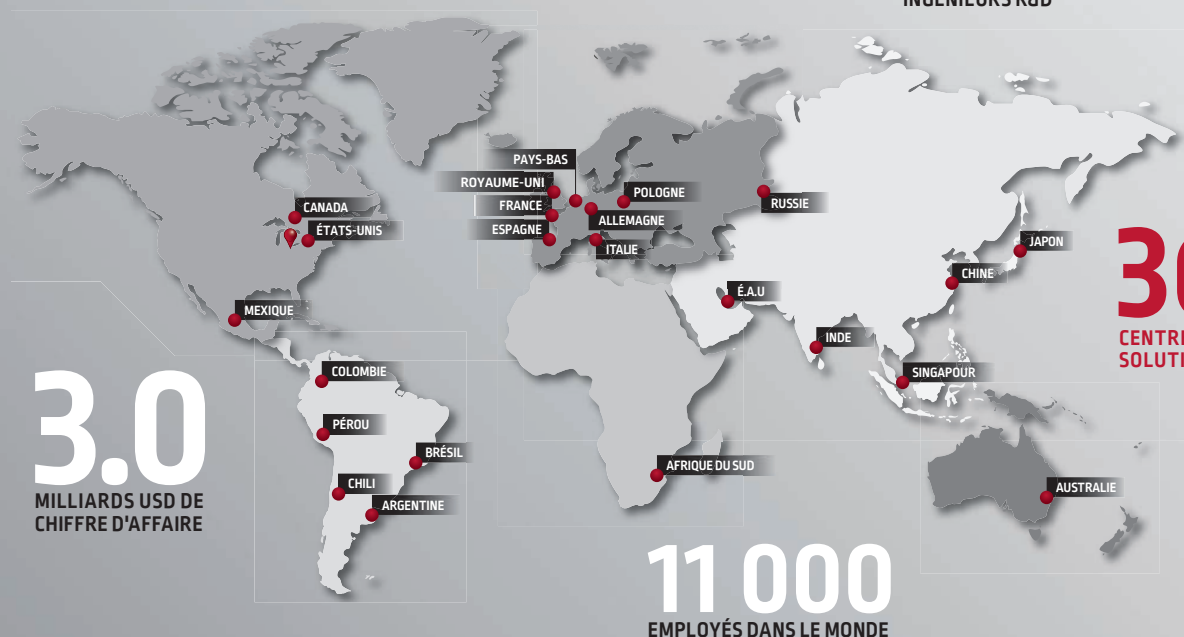 INGÉNIEURS R&D
PAYS-BAS
ROYAUME-UNI
POLOGNE
FRANCE
RUSSIE
CANADA
ALLEMAGNE
ÉTATS-UNIS
ESPAGNE
ITALIE
JAPON
CHINE
É.A.U
MEXIQUE
INDE
COLOMBIE
SINGAPOUR
PÉROU
BRÉSIL
AFRIQUE DU SUD
CHILI
AUSTRALIE
ARGENTINE
3.0
MILLIARDS USD DE
CHIFFRE D'AFFAIRE
11 000
EMPLOYÉS DANS LE MONDE